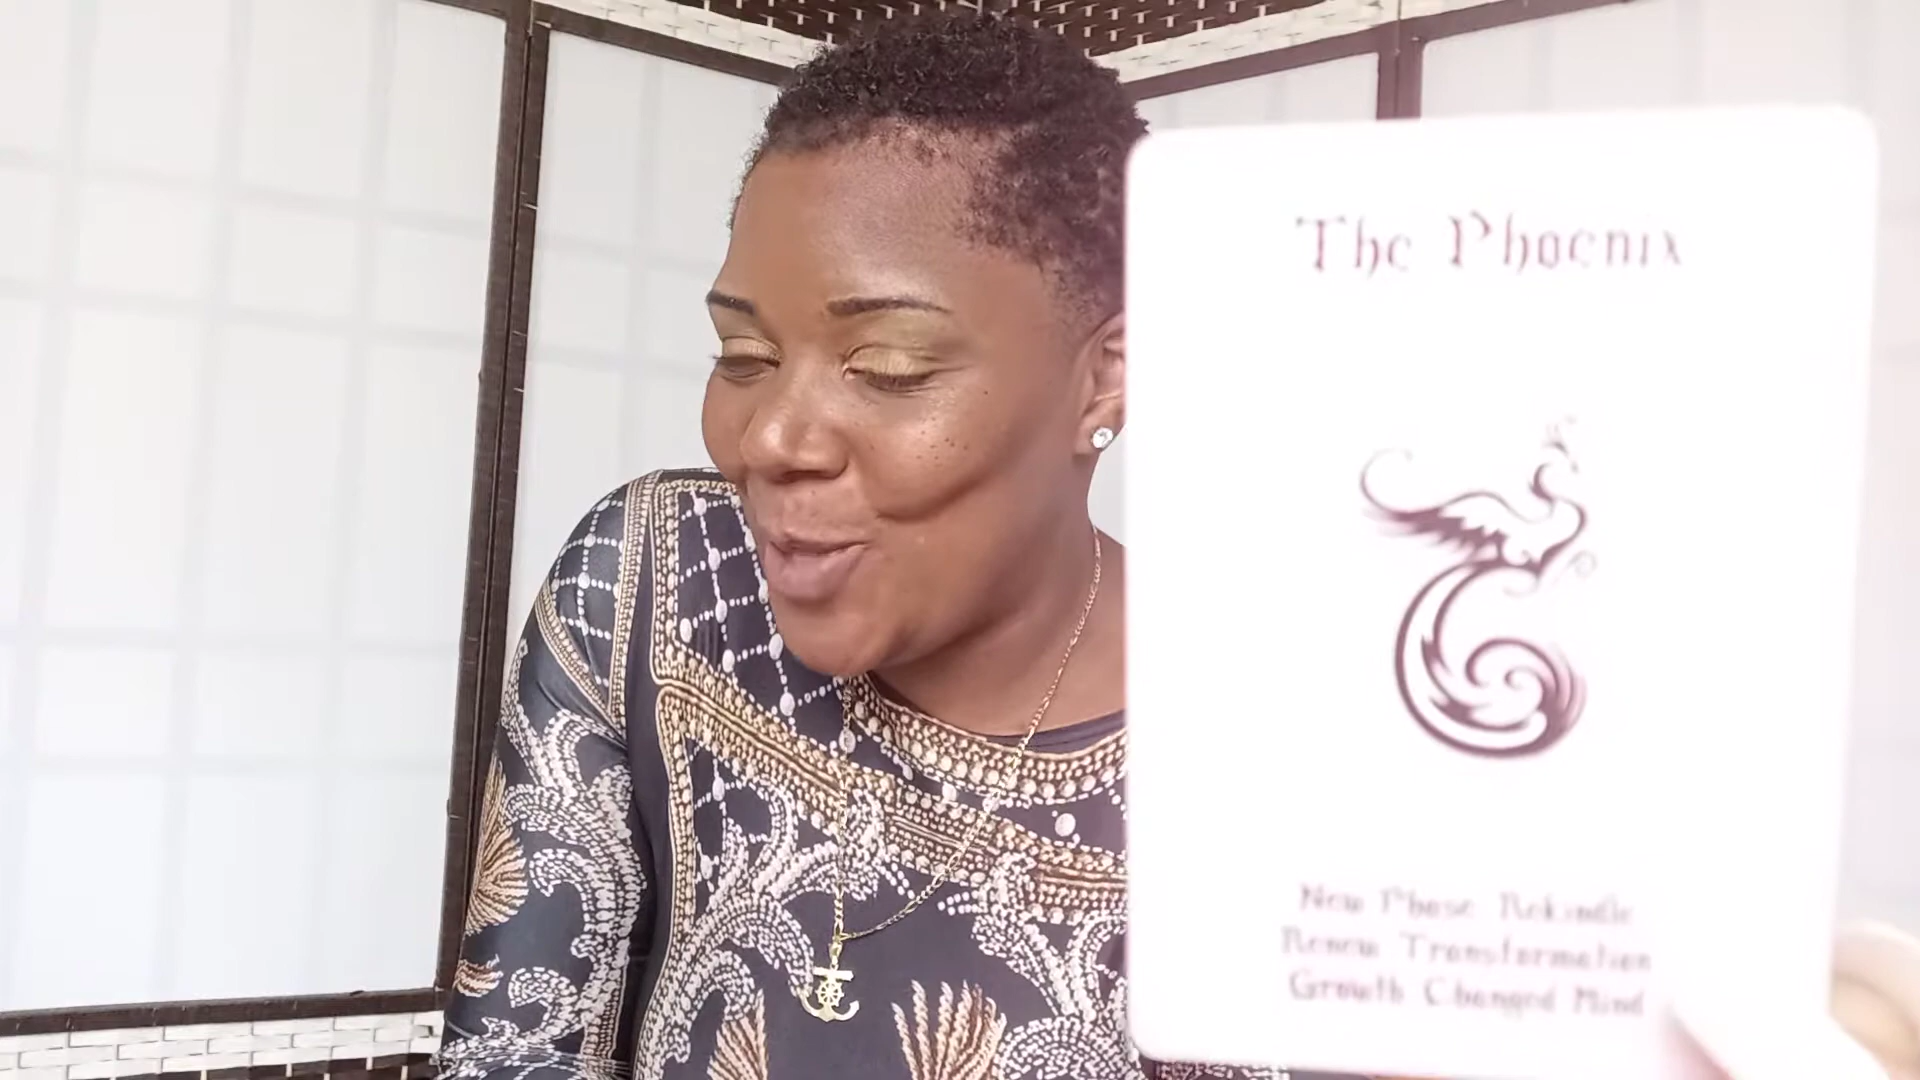 The Phoenix
New Phase Rekindle
Renew Transformation
Growth Changed Mind